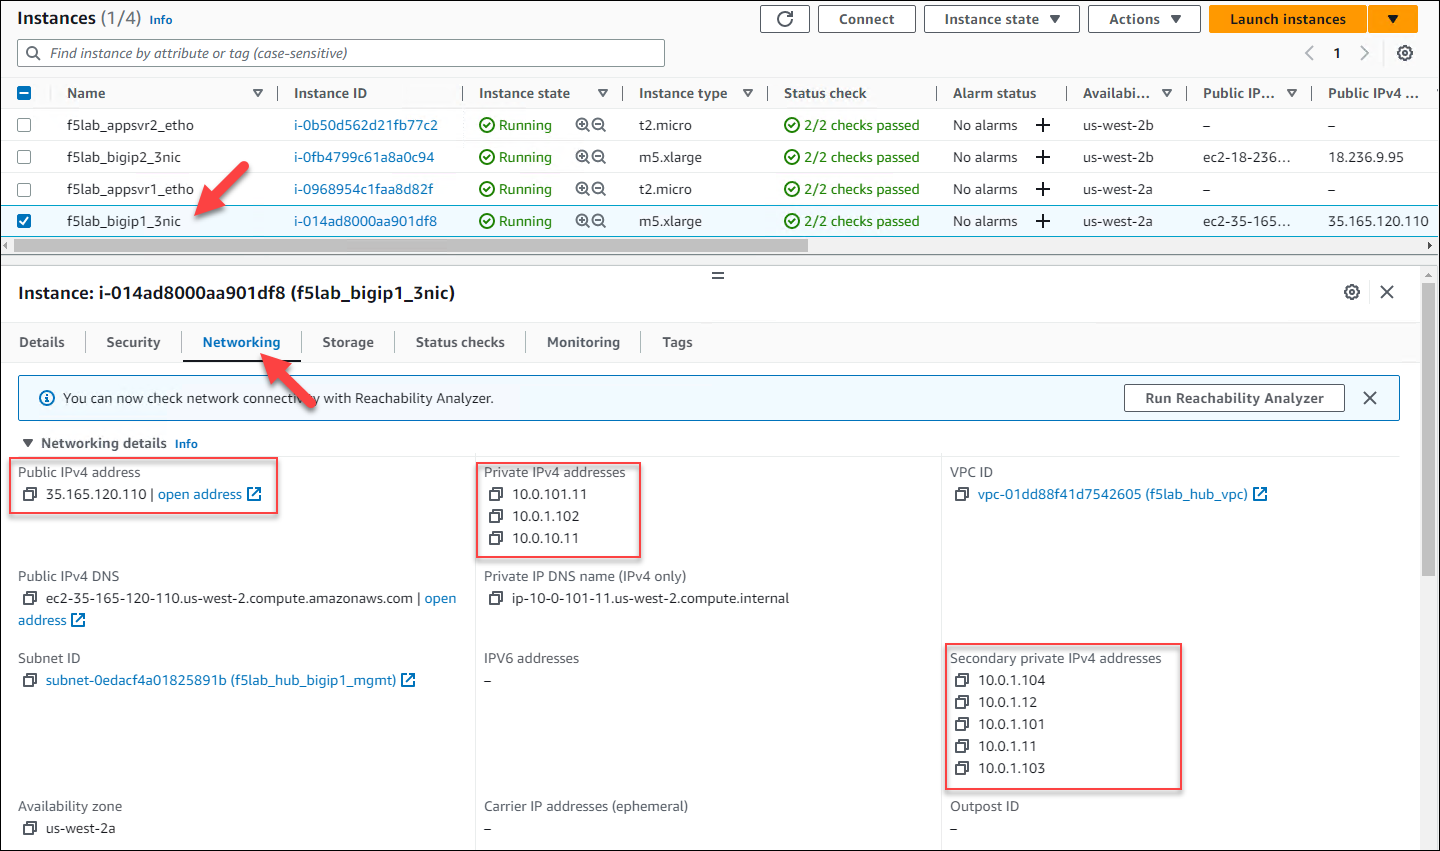 Instances (1/4) Info
Connect Instance state Actions Launch instances
Find instance by attribute or tag (case-sensitive)
1
Name Instance ID Instance state Instance type Status check Alarm status Availabi... Public IP... Public IPv4 ...
f5lab_appsvr2_etho i-0b50d562d21fb77c2 Running t2.micro 2/2 checks passed No alarms us-west-2b – –
f5lab_bigip2_3nic i-0fb4799c61a8a0c94 Running m5.xlarge 2/2 checks passed No alarms us-west-2b ec2-18-236... 18.236.9.95
f5lab_appsvr1_etho i-0968954c1faa8d82f Running t2.micro 2/2 checks passed No alarms us-west-2a – –
f5lab_bigip1_3nic i-014ad8000aa901df8 Running m5.xlarge 2/2 checks passed No alarms us-west-2a ec2-35-165... 35.165.120.110
Instance: i-014ad8000aa901df8 (f5lab_bigip1_3nic)
Details Security Networking Storage Status checks Monitoring Tags
You can now check network connectivity with Reachability Analyzer. Run Reachability Analyzer
Networking details Info
Public IPv4 address
35.165.120.110 | open address
Private IPv4 addresses
10.0.101.11
10.0.1.102
10.0.10.11
VPC ID
vpc-01dd88f41d7542605 (f5lab_hub_vpc)
Public IPv4 DNS
ec2-35-165-120-110.us-west-2.compute.amazonaws.com | open
address
Private IP DNS name (IPv4 only)
ip-10-0-101-11.us-west-2.compute.internal
Subnet ID
subnet-0edacf4a01825891b (f5lab_hub_bigip1_mgmt)
IPV6 addresses
–
Secondary private IPv4 addresses
10.0.1.104
10.0.1.12
10.0.1.101
10.0.1.11
10.0.1.103
Availability zone
us-west-2a
Carrier IP addresses (ephemeral)
–
Outpost ID
–